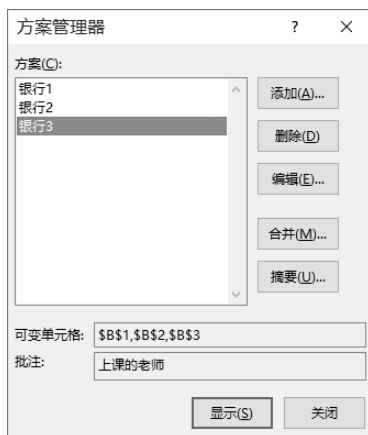 方案管理器 ? ×
方案(C):
银行1
银行2
银行3
添加(A)...
删除(D)
编辑(E)...
合并(M)...
摘要(U)...
可变单元格: $B$1,$B$2,$B$3
批注: 上课的老师
显示(S) 关闭